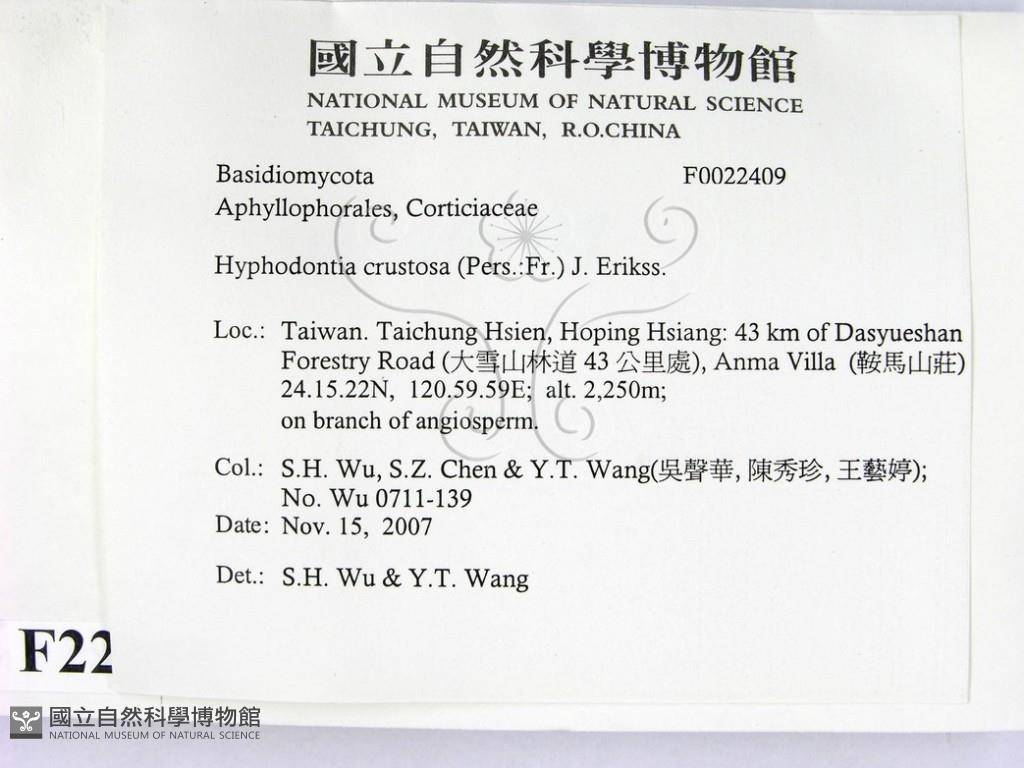 國立自然科學博物館
NATIONAL MUSEUM OF NATURAL SCIENCE
TAICHUNG, TAIWAN, R.O.CHINA
Basidiomycota F0022409
Aphyllophorales, Corticiaceae
Hyphodontia crustosa (Pers.:Fr.) J. Erikss.
Loc.: Taiwan. Taichung Hsien, Hoping Hsiang: 43 km of Dasyueshan
Forestry Road (大雪山林道 43 公里處), Anma Villa (鞍馬山莊)
24.15.22N, 120.59.59E; alt. 2,250m;
on branch of angiosperm.
Col.: S.H. Wu, S.Z. Chen & Y.T. Wang(吳聲華, 陳秀珍, 王藝婷);
No. Wu 0711-139
Date: Nov. 15, 2007
Det.: S.H. Wu & Y.T. Wang
F22
國立自然科學博物館
NATIONAL MUSEUM OF NATURAL SCIENCE